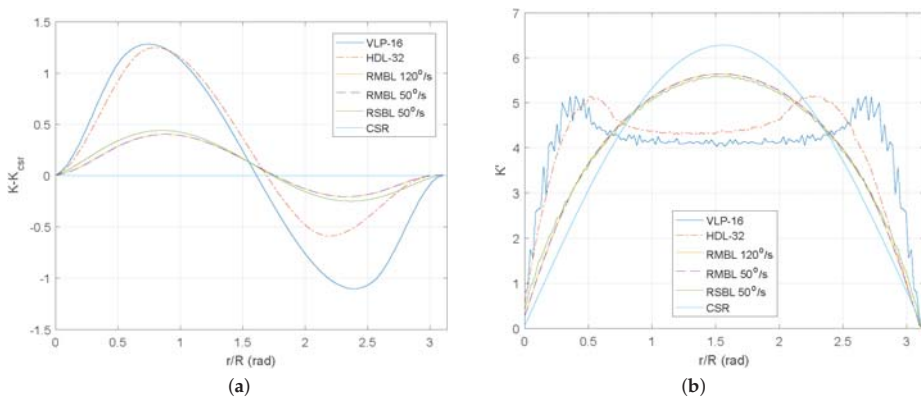 1.5
1
0.5
0
-0.5
-1
-1.5
K-Kcsr
0 0.5 1 1.5 2 2.5 3
r/R (rad)
VLP-16
HDL-32
RMBL 120°/s
RMBL 50°/s
RSBL 50°/s
CSR
(a)
7
6
5
4
3
2
1
0
K'
0 0.5 1 1.5 2 2.5 3
r/R (rad)
VLP-16
HDL-32
RMBL 120°/s
RMBL 50°/s
RSBL 50°/s
CSR
(b)